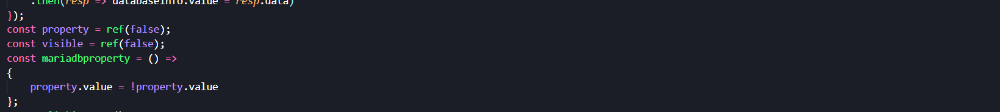 .then(resp => databaseinfo.value = resp.data)
});
const property = ref(false);
const visible = ref(false);
const mariadbproperty = () =>
{
    property.value = !property.value
};